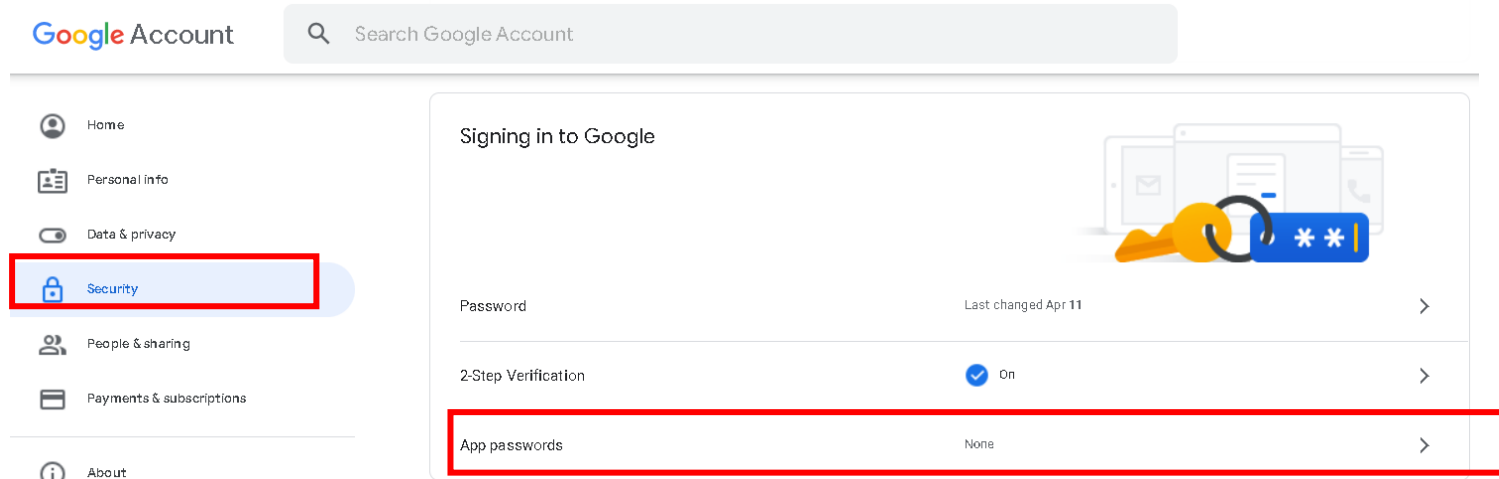 Google Account
Search Google Account
Home
Personal info
Data & privacy
Security
People & sharing
Payments & subscriptions
About
Signing in to Google
**
Password Last changed Apr 11
2-Step Verification On
App passwords None